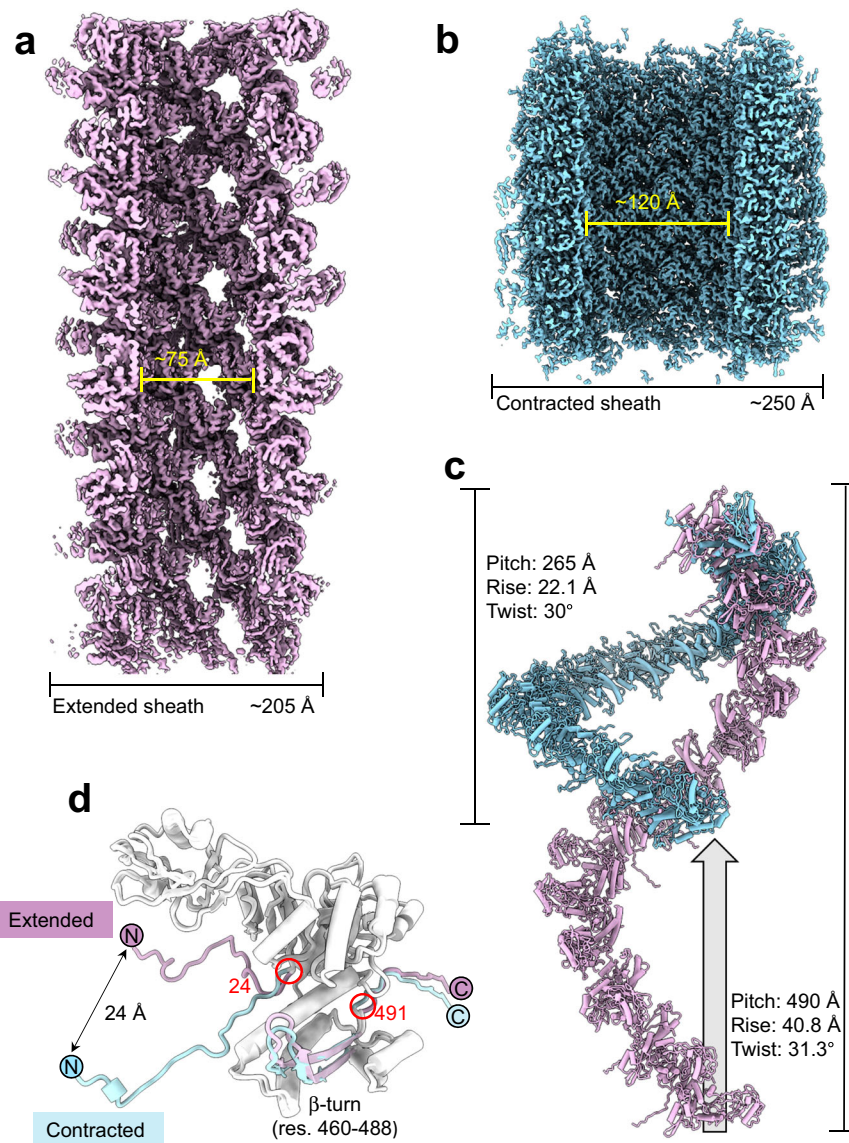 a
~75 Å
Extended sheath ~205 Å
b
~120 Å
Contracted sheath ~250 Å
c
Pitch: 265 Å
Rise: 22.1 Å
Twist: 30°
Pitch: 490 Å
Rise: 40.8 Å
Twist: 31.3°
d
Extended
N
24
24 Å
491
C
C
N
Contracted
β-turn
(res. 460-488)